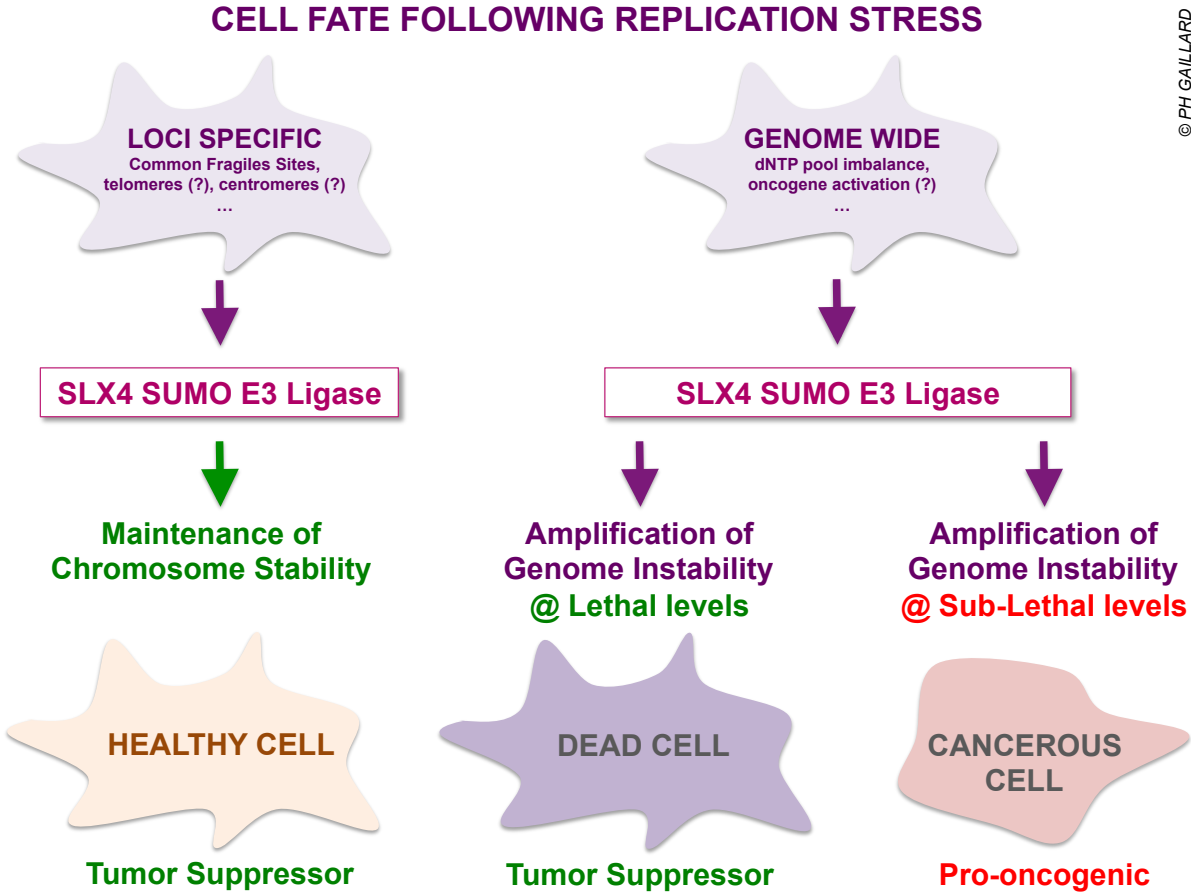 CELL FATE FOLLOWING REPLICATION STRESS
© PH GAILLARD
LOCI SPECIFIC
Common Fragiles Sites,
telomeres (?), centromeres (?)
…
GENOME WIDE
dNTP pool imbalance,
oncogene activation (?)
…
SLX4 SUMO E3 Ligase
SLX4 SUMO E3 Ligase
Maintenance of
Chromosome Stability
Amplification of
Genome Instability
@ Lethal levels
Amplification of
Genome Instability
@ Sub-Lethal levels
HEALTHY CELL
DEAD CELL
CANCEROUS
CELL
Tumor Suppressor
Tumor Suppressor
Pro-oncogenic